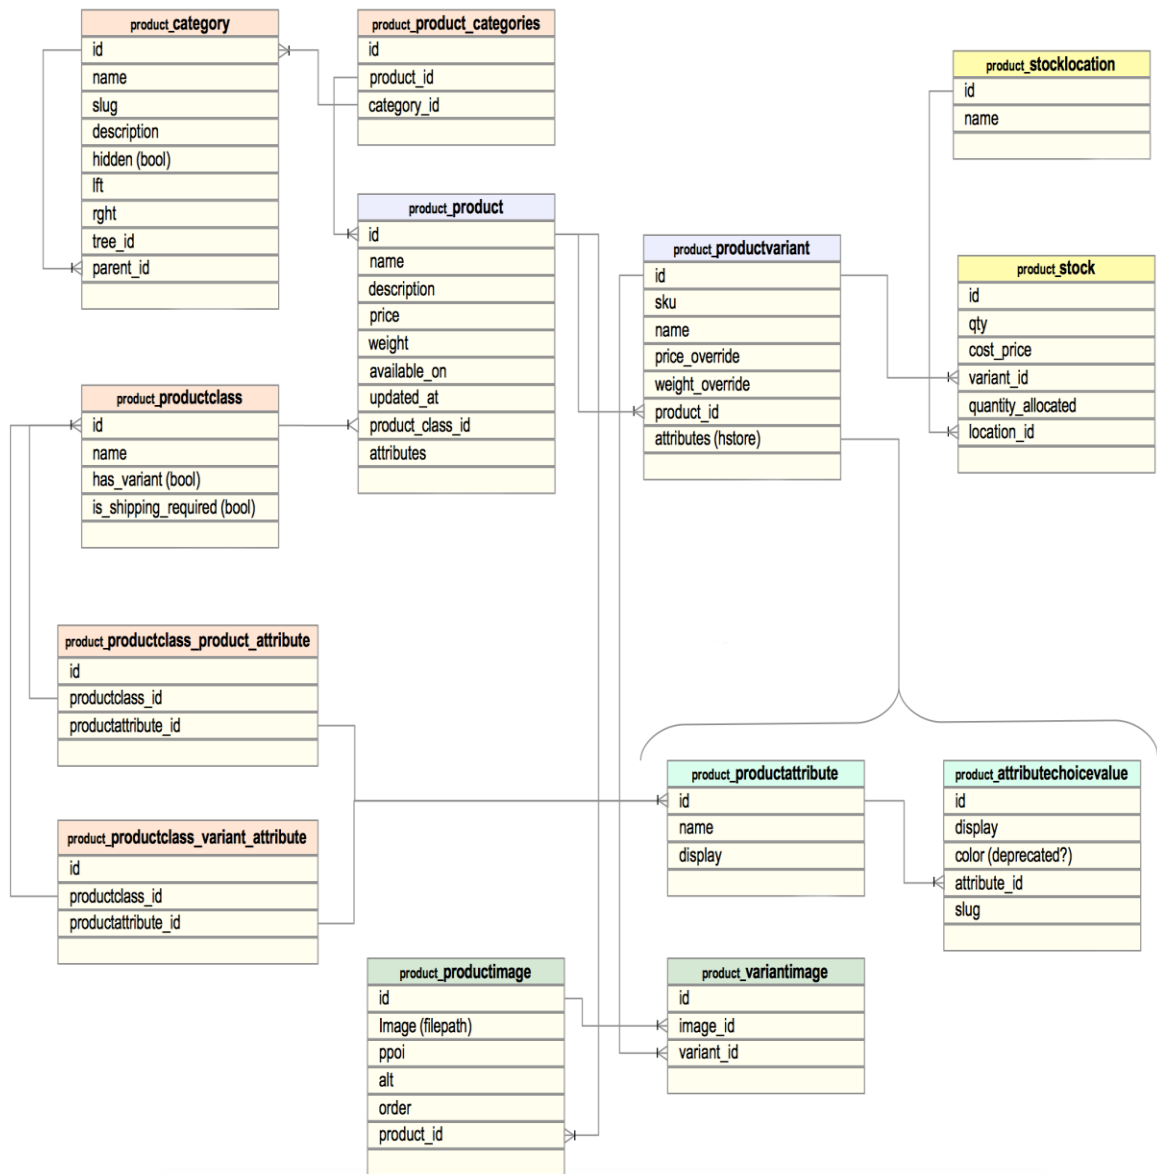 product_category
id
name
slug
description
hidden (bool)
lft
rght
tree_id
parent_id
product_product_categories
id
product_id
category_id
product_stocklocation
id
name
product_product
id
name
description
price
weight
available_on
updated_at
product_class_id
attributes
product_productvariant
id
sku
name
price_override
weight_override
product_id
attributes (hstore)
product_stock
id
qty
cost_price
variant_id
quantity_allocated
location_id
product_productclass
id
name
has_variant (bool)
is_shipping_required (bool)
product_productclass_product_attribute
id
productclass_id
productattribute_id
product_productclass_variant_attribute
id
productclass_id
productattribute_id
product_productattribute
id
name
display
product_attributechoicevalue
id
display
color (deprecated?)
attribute_id
slug
product_productimage
id
Image (filepath)
ppoi
alt
order
product_id
product_variantimage
id
image_id
variant_id